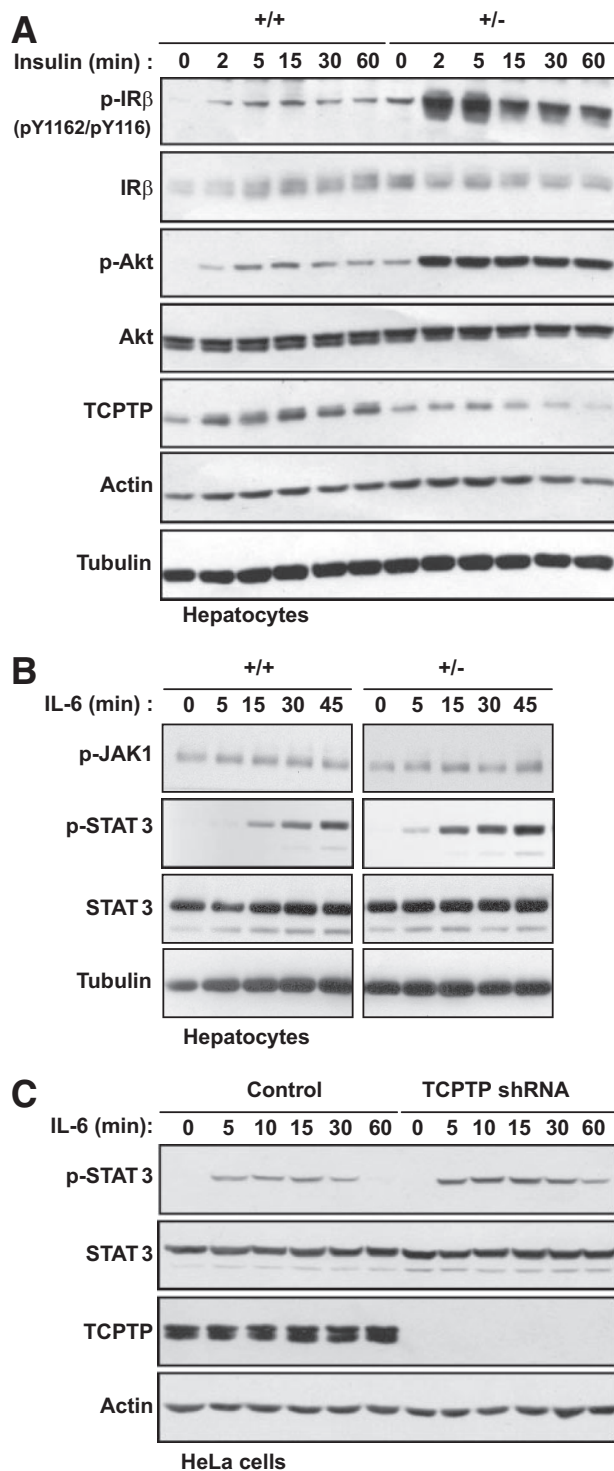 A
+/+ +/-
Insulin (min) : 0 2 5 15 30 60 0 2 5 15 30 60
p-IRβ
(pY1162/pY116)
IRβ
p-Akt
Akt
TCPTP
Actin
Tubulin
Hepatocytes
B
+/+ +/-
IL-6 (min) : 0 5 15 30 45 0 5 15 30 45
p-JAK1
p-STAT 3
STAT 3
Tubulin
Hepatocytes
C
Control TCPTP shRNA
IL-6 (min): 0 5 10 15 30 60 0 5 10 15 30 60
p-STAT 3
STAT 3
TCPTP
Actin
HeLa cells